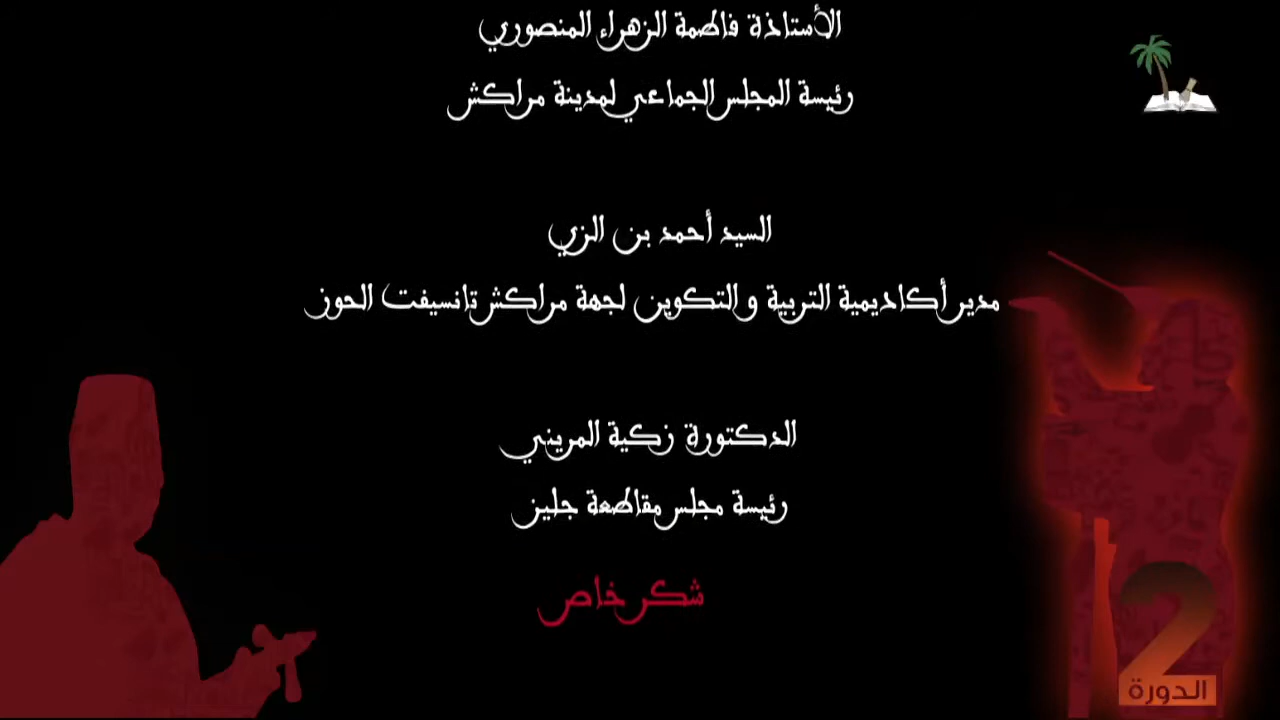 الأستاذة فاطمة الزهراء المنصوري
رئيسة المجلس الجماعي لمدينة مراكش
السيد أحمد بن الزي
مدير أكاديمية التربية و التكوين لجهة مراكش تانسيفت الحوز
الدكتورة زكية المريني
رئيسة مجلس مقاطعة جليز
شكر خاص
2
الدورة